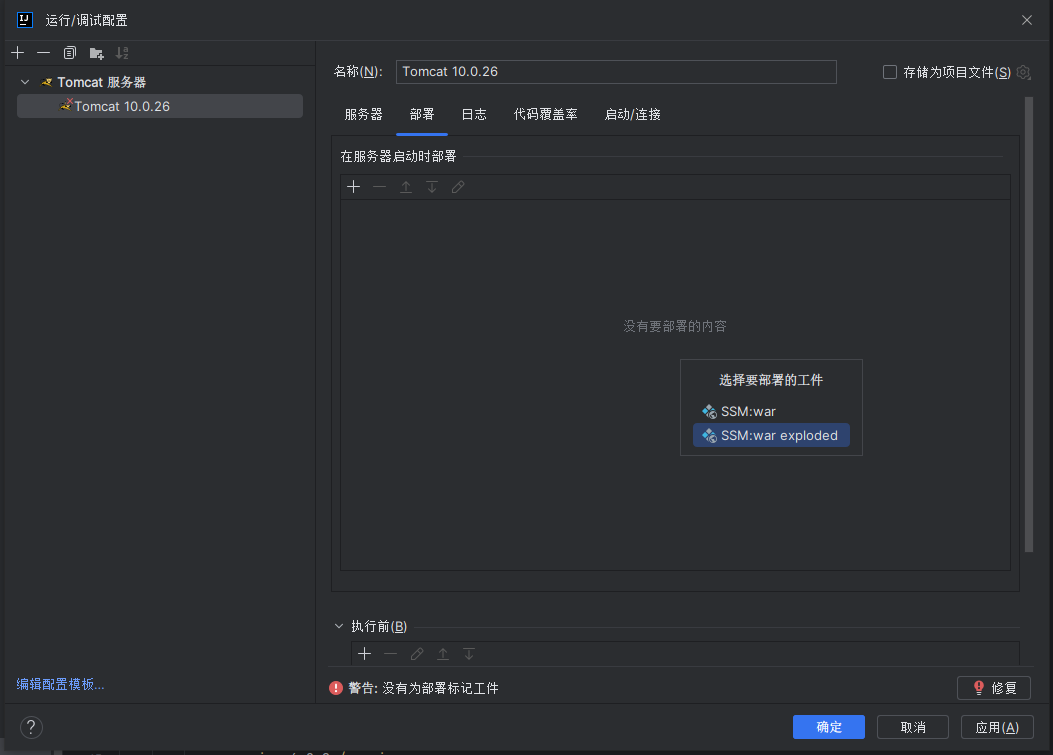 运行/调试配置
Tomcat 服务器
Tomcat 10.0.26
编辑配置模板...
名称(N): Tomcat 10.0.26 存储为项目文件(S)
服务器 部署 日志 代码覆盖率 启动/连接
在服务器启动时部署
没有要部署的内容
选择要部署的工件
SSM:war
SSM:war exploded
执行前(B)
警告: 没有为部署标记工件 修复
? 确定 取消 应用(A)